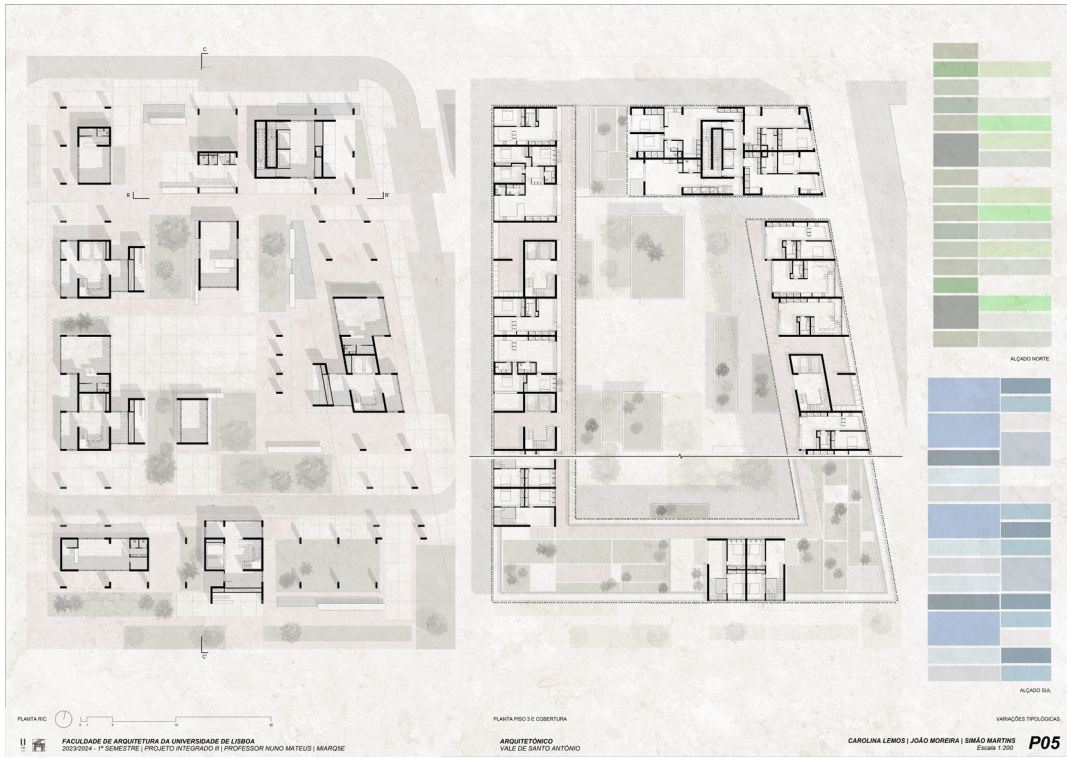 C
B
B'
C'
ALÇADO NORTE
ALÇADO SUL
PLANTA R/C
PLANTA PISO 3 E COBERTURA
VARIAÇÕES TIPOLÓGICAS
FACULDADE DE ARQUITETURA DA UNIVERSIDADE DE LISBOA
2023/2024 - 1º SEMESTRE | PROJETO INTEGRADO III | PROFESSOR NUNO MATEUS | MIARQ5E
ARQUITETÓNICO
VALE DE SANTO ANTÓNIO
CAROLINA LEMOS | JOÃO MOREIRA | SIMÃO MARTINS
Escala 1:200
P05